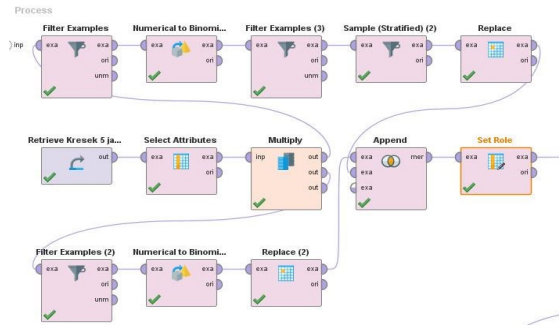 Process
Filter Examples
Numerical to Binomi...
Filter Examples (3)
Sample (Stratified) (2)
Replace
inp
exa exa
ori
unm
exa exa
ori
exa exa
ori
unm
exa exa
ori
exa exa
ori
Retrieve Kresek 5 ja...
Select Attributes
Multiply
Append
Set Role
out
exa exa
ori
inp out
out
out
exa mer
exa
exa
exa exa
ori
Filter Examples (2)
Numerical to Binomi...
Replace (2)
exa exa
ori
unm
exa exa
ori
exa exa
ori